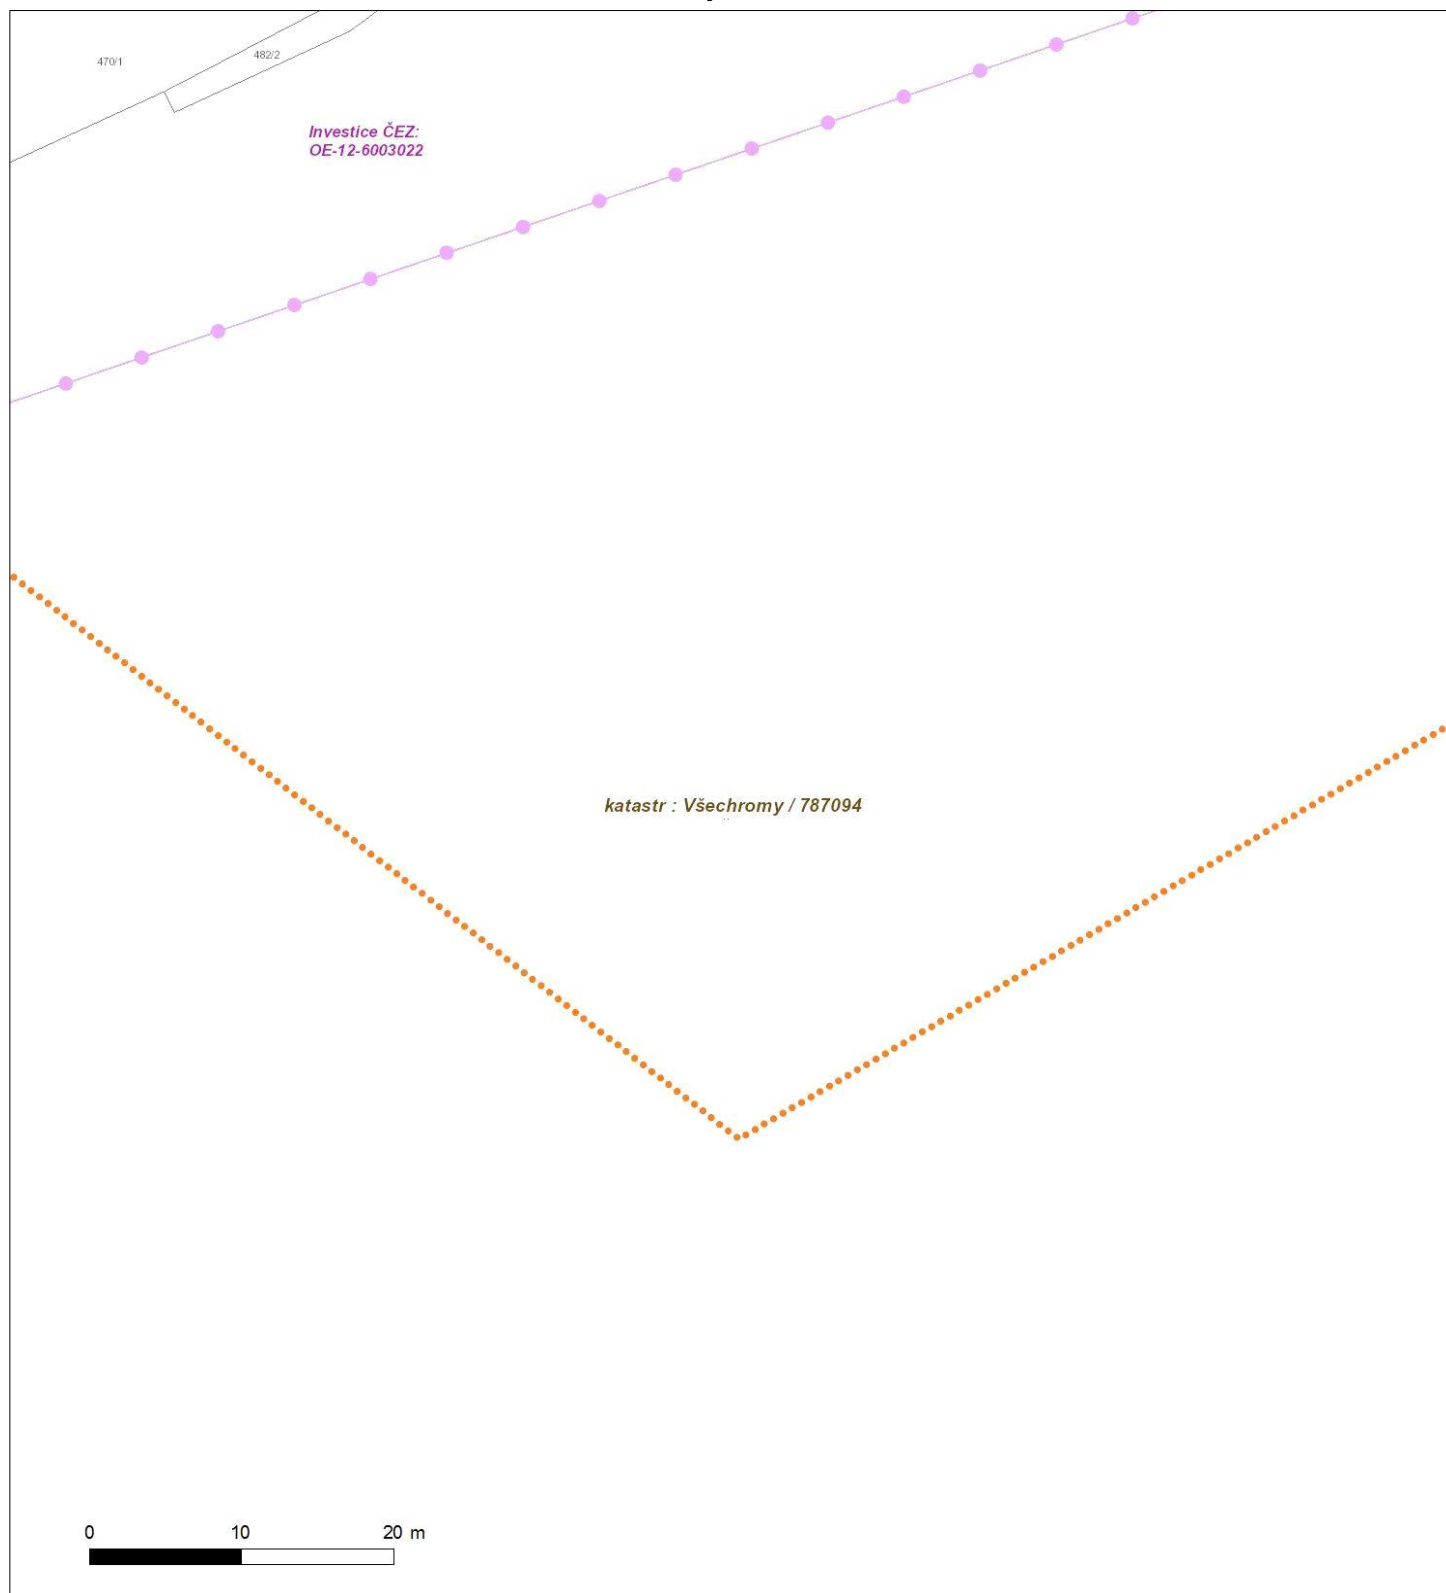 470/1
482/2
Investice ČEZ:
OE-12-6003022
katastr : Všechromy / 787094
0 10 20 m